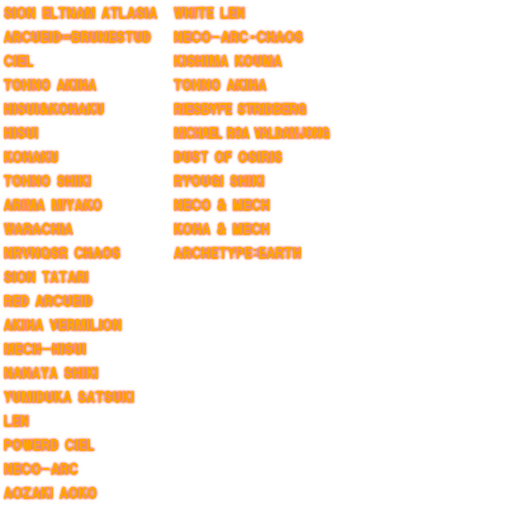 SION ELTNAM ATLASIA
ARCUEID=BRUNESTUD
CIEL
TOHNO AKIHA
HISUI&KOHAKU
HISUI
KOHAKU
TOHNO SHIKI
ARIMA MIYAKO
WARACHIA
NRVNQSR CHAOS
SION TATARI
RED ARCUEID
AKIHA VERMILION
MECH-HISUI
NANAYA SHIKI
YUMIDUKA SATSUKI
LEN
POWERD CIEL
NECO-ARC
AOZAKI AOKO
WHITE LEN
NECO-ARC-CHAOS
KISHIMA KOUMA
TOHNO AKIHA
RIESBYFE STRIDBERG
MICHAEL ROA VALDAMJONG
DUST OF OSIRIS
RYOUGI SHIKI
NECO & MECH
KOHA & MECH
ARCHETYPE:EARTH